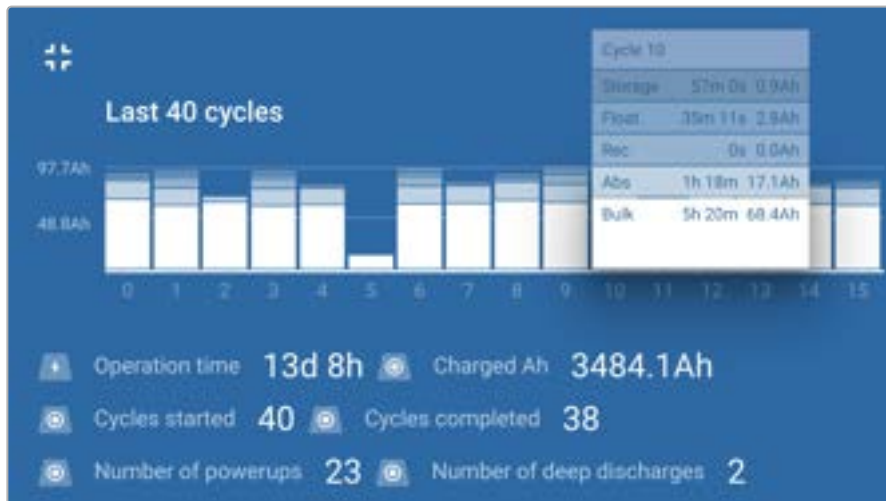 Cycle 10
Storage 57m 0s 0.9Ah
Float 35m 11s 2.9Ah
Rec 0s 0.0Ah
Abs 1h 18m 17.1Ah
Bulk 5h 20m 68.4Ah
Last 40 cycles
97.7Ah
48.8Ah
0 1 2 3 4 5 6 7 8 9 10 11 12 13 14 15
Operation time 13d 8h Charged Ah 3484.1Ah
Cycles started 40 Cycles completed 38
Number of powerups 23 Number of deep discharges 2